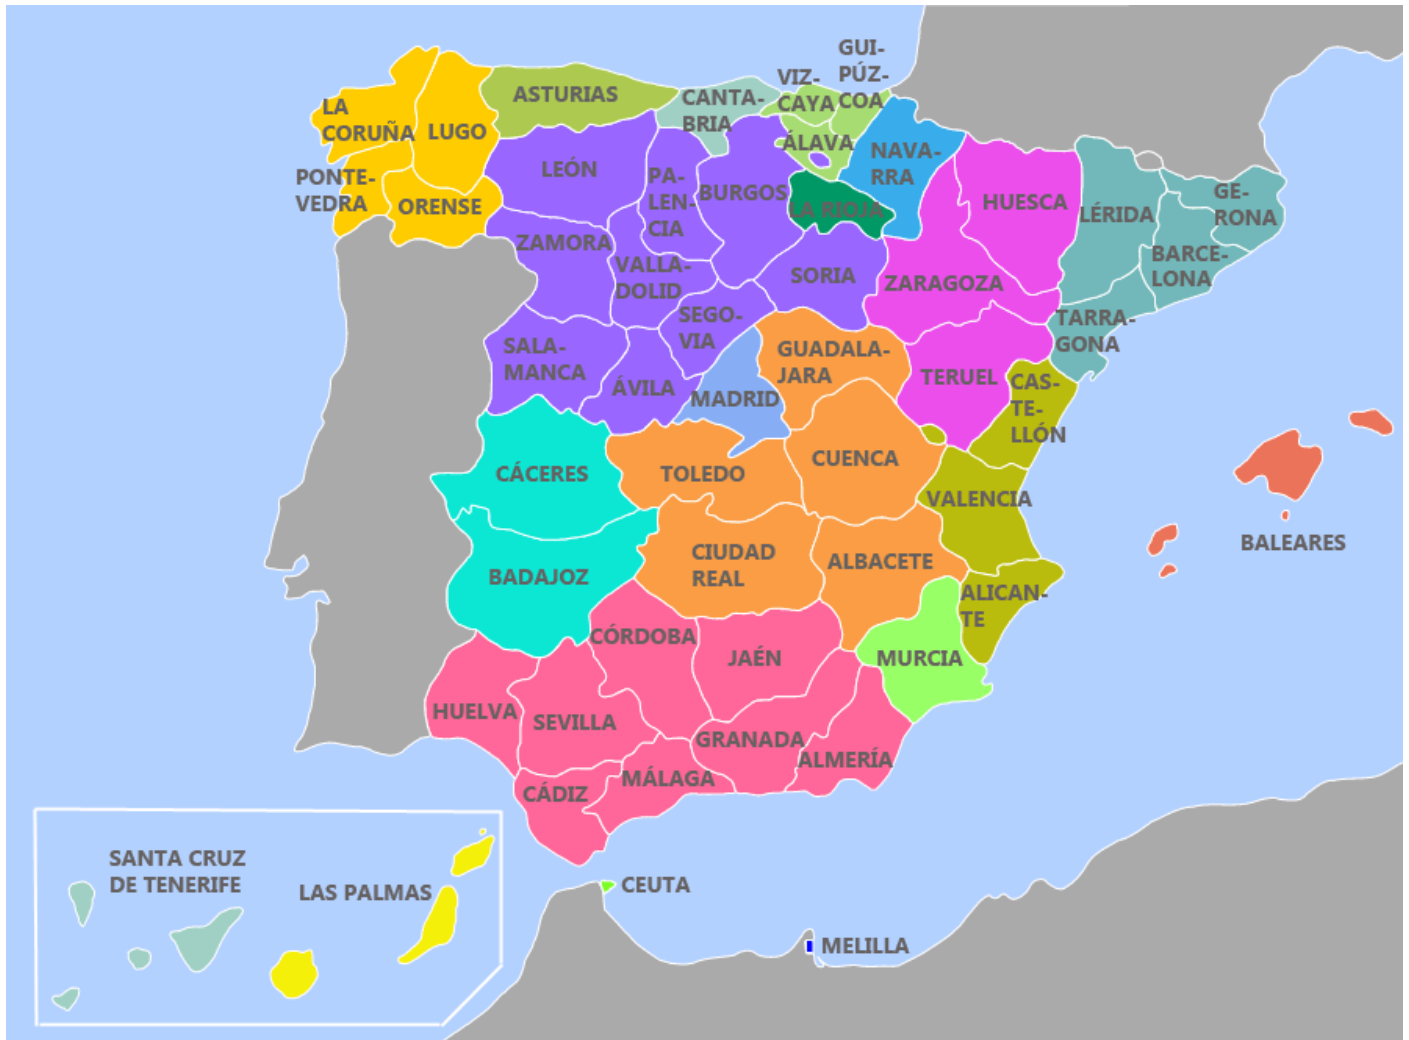 LA
CORUÑA
LUGO
PONTE-
VEDRA
ORENSE
ASTURIAS
CANTA-
BRIA
VIZ-
CAYA
GUI-
PÚZ-
COA
ÁLAVA
NAVA-
RRA
LA RIOJA
LEÓN
PA-
LEN-
CIA
BURGOS
ZAMORA
VALLA-
DOLID
SORIA
SEGO-
VIA
SALA-
MANCA
ÁVILA
HUESCA
ZARAGOZA
TERUEL
LÉRIDA
GE-
RONA
BARCE-
LONA
TARRA-
GONA
MADRID
GUADALA-
JARA
CUENCA
TOLEDO
CIUDAD
REAL
ALBACETE
CAS-
TE-
LLÓN
VALENCIA
ALICAN-
TE
BALEARES
CÁCERES
BADAJOZ
MURCIA
HUELVA
SEVILLA
CÓRDOBA
JAÉN
GRANADA
ALMERÍA
MÁLAGA
CÁDIZ
SANTA CRUZ
DE TENERIFE
LAS PALMAS
CEUTA
MELILLA